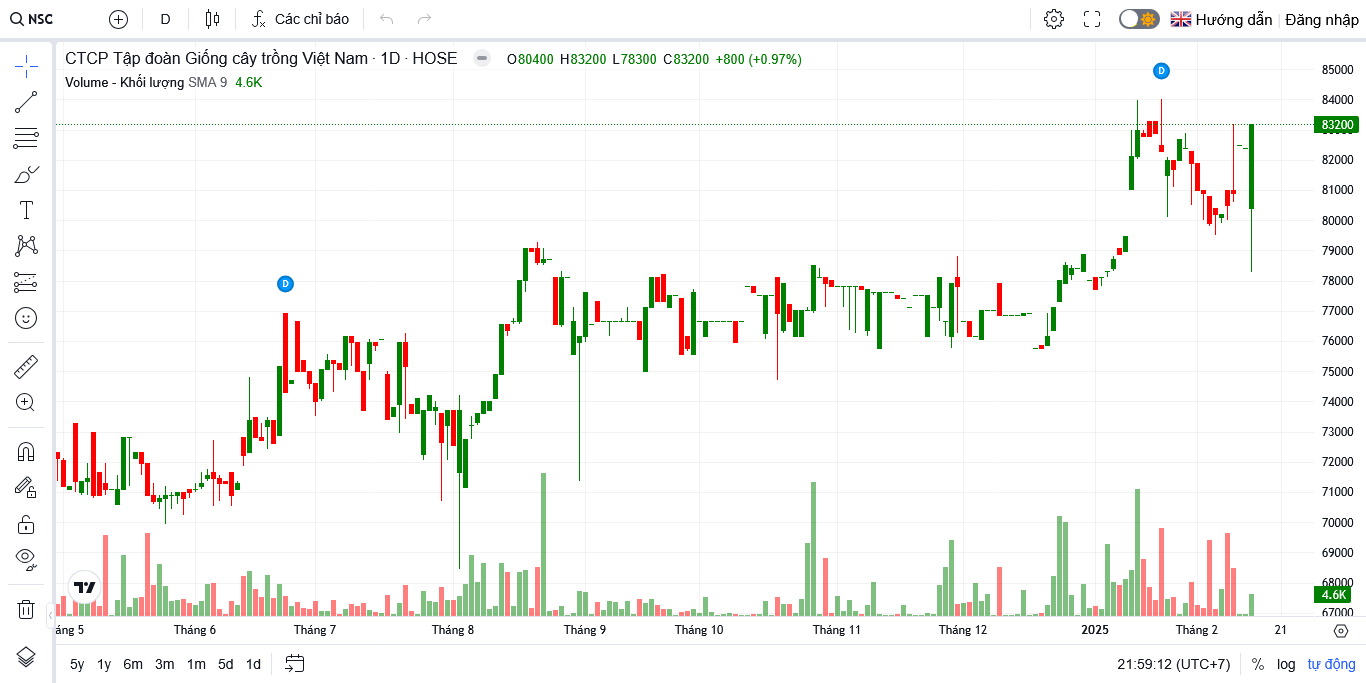 NSC D Các chỉ báo Hướng dẫn Đăng nhập
CTCP Tập đoàn Giống cây trồng Việt Nam · 1D · HOSE O80400 H83200 L78300 C83200 +800 (+0.97%)
Volume - Khối lượng SMA 9 4.6K
D
D
85000
84000
83200
82000
81000
80000
79000
78000
77000
76000
75000
74000
73000
72000
71000
70000
69000
68000
4.6K
67000
áng 5 Tháng 6 Tháng 7 Tháng 8 Tháng 9 Tháng 10 Tháng 11 Tháng 12 2025 Tháng 2 21
5y 1y 6m 3m 1m 5d 1d 21:59:12 (UTC+7) % log tự động